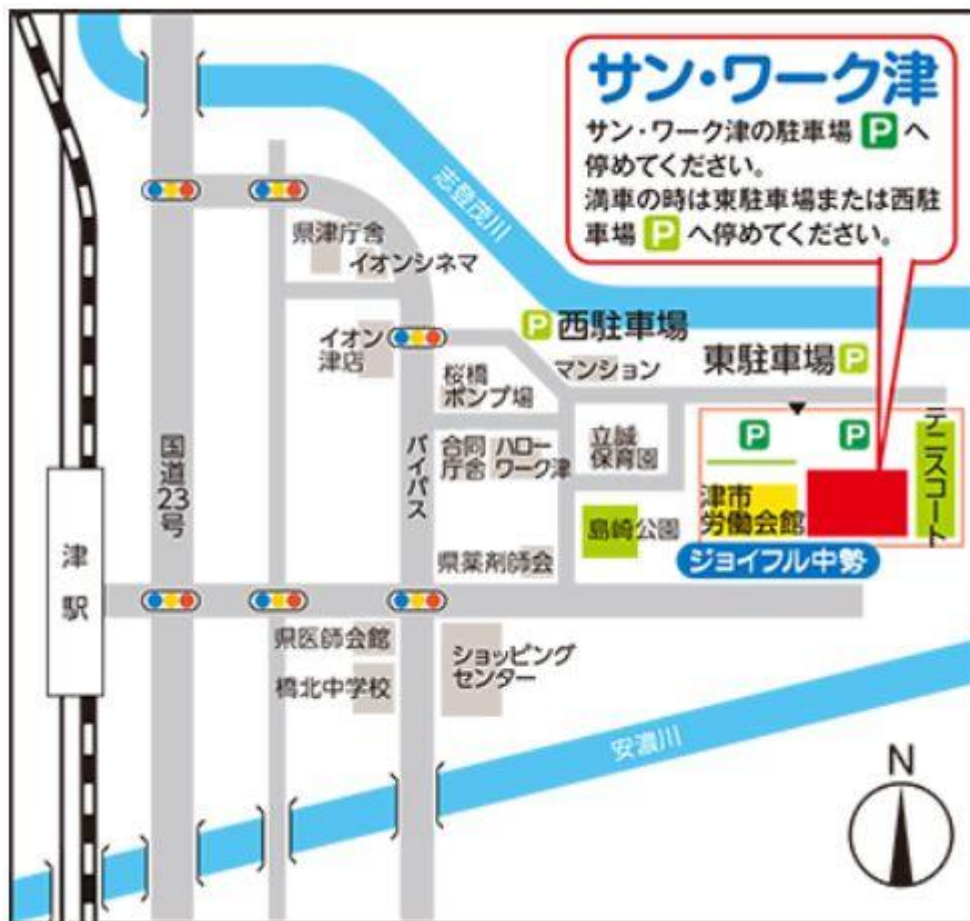 サン・ワーク津
サン・ワーク津の駐車場 P へ
停めてください。
満車の時は東駐車場または西駐
車場 P へ停めてください。
志登茂川
県津庁舎
イオンシネマ
イオン
津店
P 西駐車場
マンション
東駐車場 P
桜橋
ポンプ場
国道23号
バイパス
合同
庁舎
ハロー
ワーク津
立誠
保育園
P
P
テニスコート
津市
労働会館
島崎公園
ジョイフル中勢
県薬剤師会
津駅
県医師会館
橋北中学校
ショッピング
センター
安濃川
N